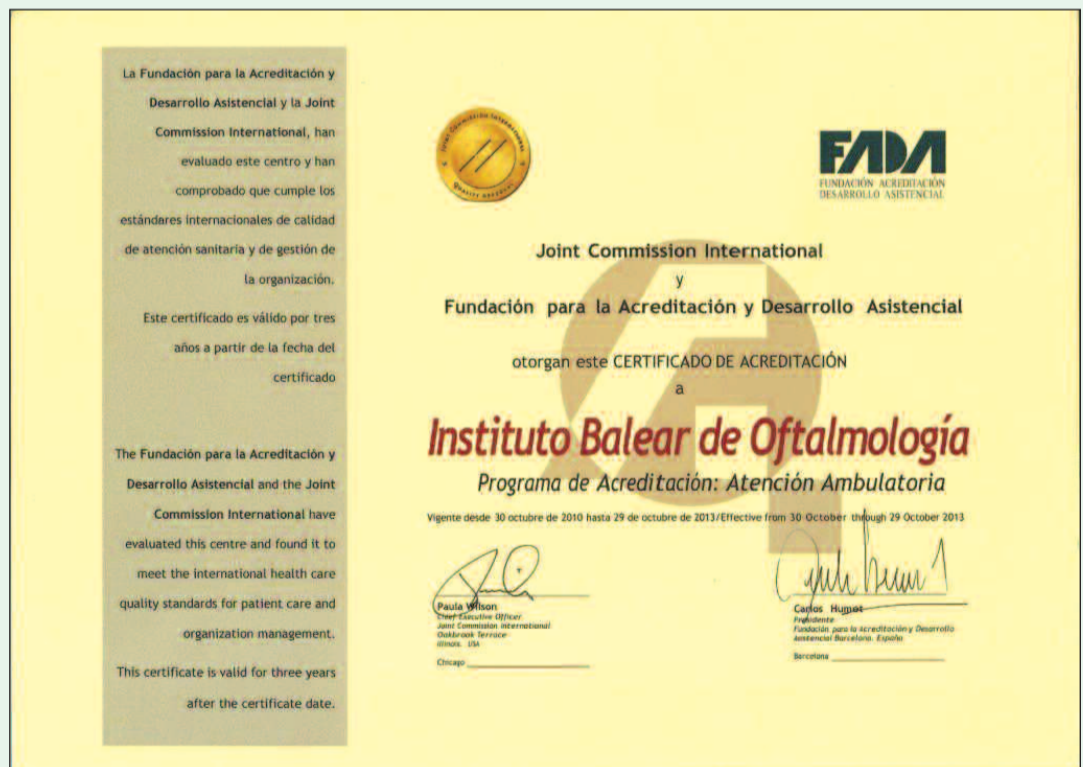 La Fundación para la Acreditación y
Desarrollo Asistencial y la Joint
Commission International, han
evaluado este centro y han
comprobado que cumple los
estándares internacionales de calidad
de atención sanitaria y de gestión de
la organización.
Este certificado es válido por tres
años a partir de la fecha del
certificado
The Fundación para la Acreditación y
Desarrollo Asistencial and the Joint
Commission International have
evaluated this centre and found it to
meet the international health care
quality standards for patient care and
organization management.
This certificate is valid for three years
after the certificate date.
Joint Commission International
Quality Approval
FADA
FUNDACIÓN ACREDITACIÓN
DESARROLLO ASISTENCIAL
Joint Commission International
y
Fundación para la Acreditación y Desarrollo Asistencial
otorgan este CERTIFICADO DE ACREDITACIÓN
a
Instituto Balear de Oftalmología
Programa de Acreditación: Atención Ambulatoria
Vigente desde 30 octubre de 2010 hasta 29 de octubre de 2013/Effective from 30 October through 29 October 2013
Paula Wilson
Chief Executive Officer
Joint Commission International
Oakbrook Terrace
Illinois. USA
Chicago
Carlos Humet
Presidente
Fundación para la Acreditación y Desarrollo
Asistencial Barcelona. España
Barcelona